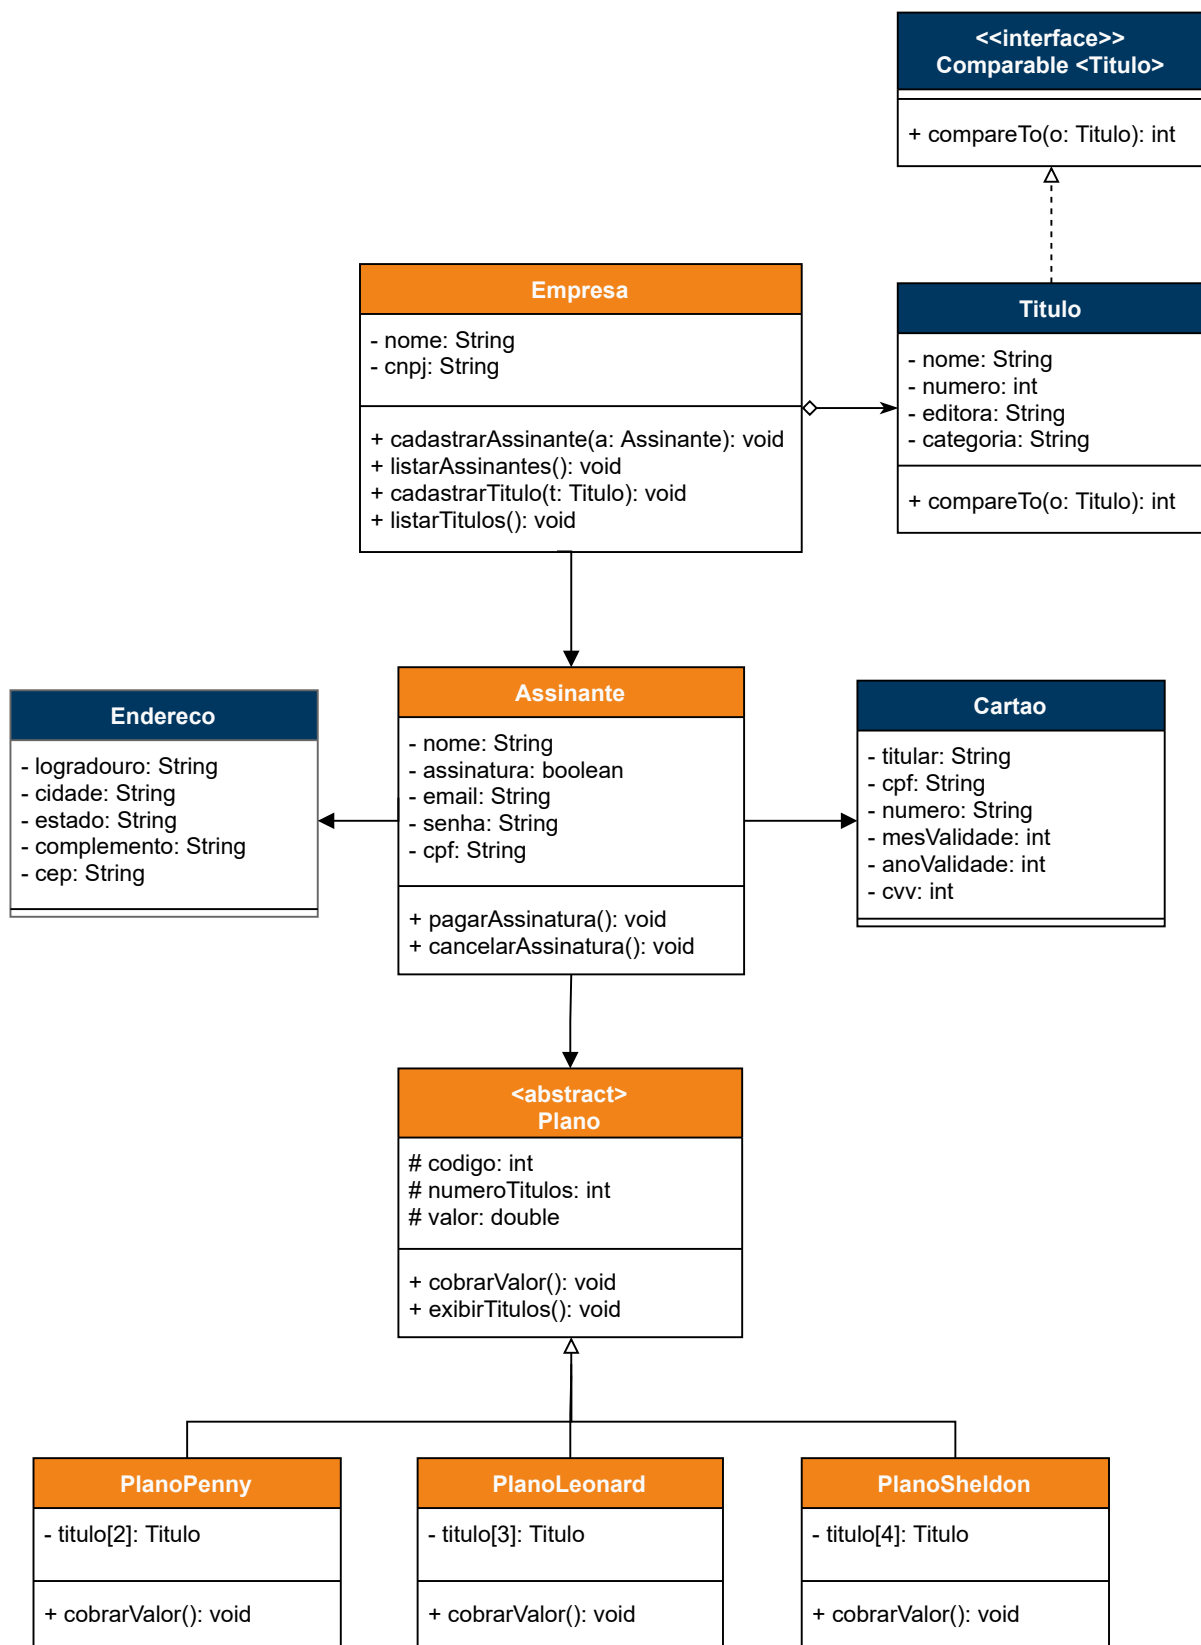 <<interface>>
Comparable <Titulo>
+ compareTo(o: Titulo): int
Empresa
- nome: String
- cnpj: String
+ cadastrarAssinante(a: Assinante): void
+ listarAssinantes(): void
+ cadastrarTitulo(t: Titulo): void
+ listarTitulos(): void
Titulo
- nome: String
- numero: int
- editora: String
- categoria: String
+ compareTo(o: Titulo): int
Endereco
- logradouro: String
- cidade: String
- estado: String
- complemento: String
- cep: String
Assinante
- nome: String
- assinatura: boolean
- email: String
- senha: String
- cpf: String
+ pagarAssinatura(): void
+ cancelarAssinatura(): void
Cartao
- titular: String
- cpf: String
- numero: String
- mesValidade: int
- anoValidade: int
- cvv: int
<abstract>
Plano
# codigo: int
# numeroTitulos: int
# valor: double
+ cobrarValor(): void
+ exibirTitulos(): void
PlanoPenny
- titulo[2]: Titulo
+ cobrarValor(): void
PlanoLeonard
- titulo[3]: Titulo
+ cobrarValor(): void
PlanoSheldon
- titulo[4]: Titulo
+ cobrarValor(): void